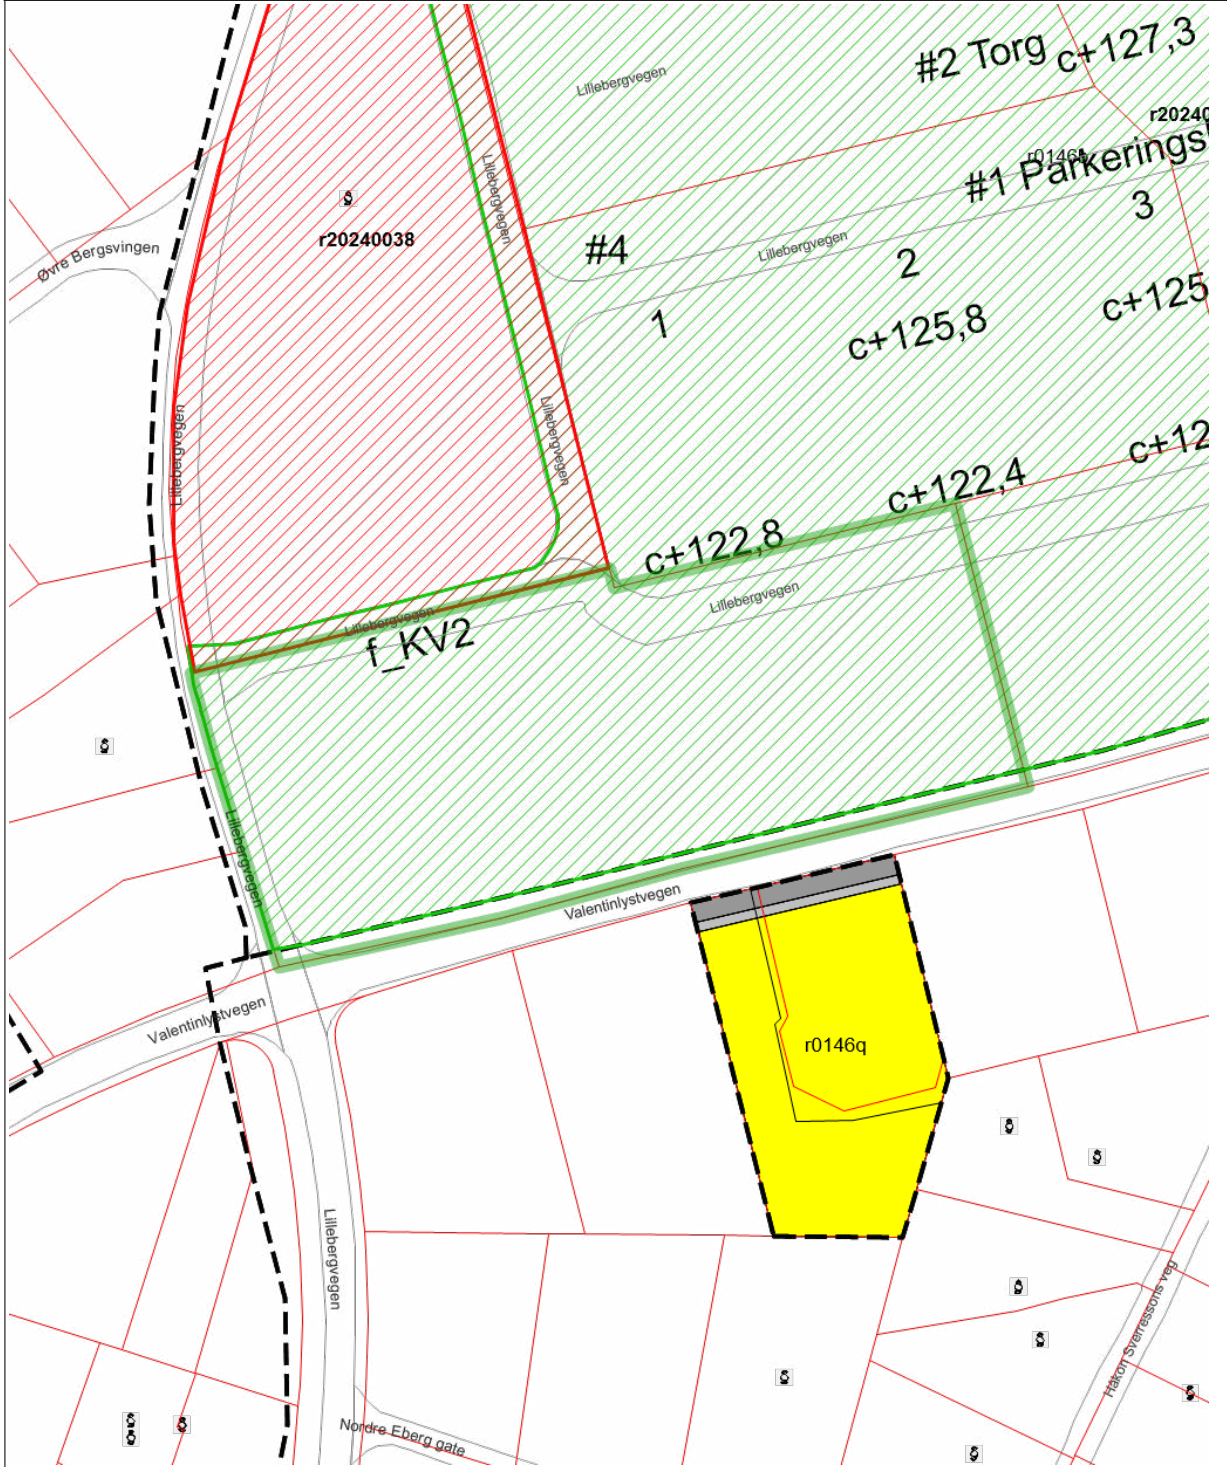 #2 Torg
c+127,3
Lillebergvegen
r20240
r0146
#1 Parkerings
Lillebergvegen
3
r20240038
Øvre Bergsvingen
#4
Lillebergvegen
2
1
c+125,8
c+125
Lillebergvegen
Lillebergvegen
c+12
c+122,4
c+122,8
Lillebergvegen
Lillebergvegen
f_KV2
Lillebergvegen
Valentinlystvegen
Valentinlystvegen
r0146q
Lillebergvegen
Håkon Sverressons veg
Nordre Eberg gate